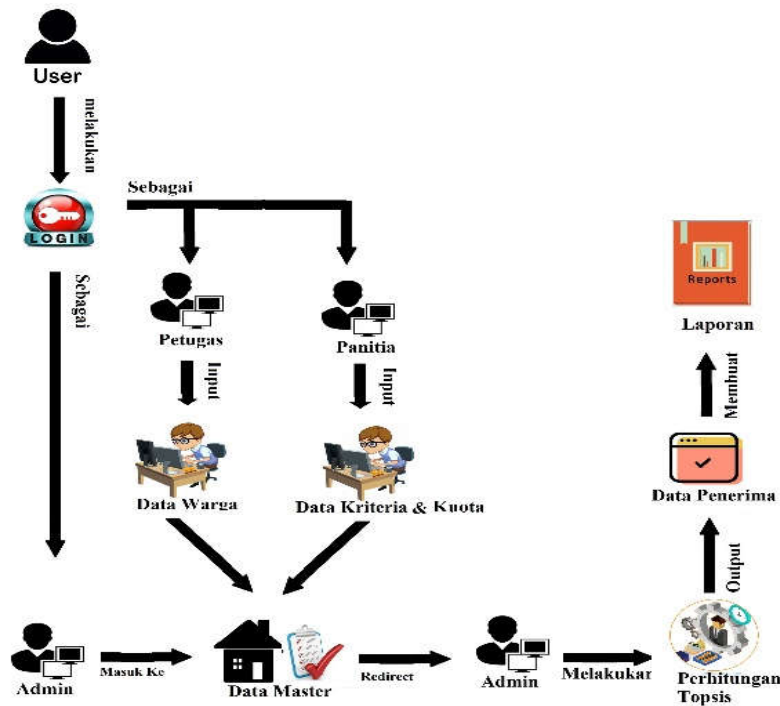 User
melakukan
LOGIN
Sebagai
Sebagai
Petugas
Panitia
Input
Input
Data Warga
Data Kriteria & Kuota
Admin
Masuk Ke
Data Master
Redirect
Admin
Melakukar
Perhitungan
Topsis
Output
Data Penerima
Membuat
Reports
Laporan